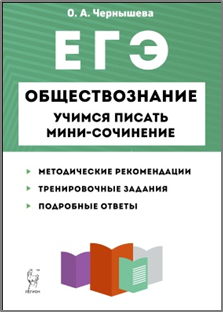 О. А. Чернышева
ЕГЭ
ОБЩЕСТВОЗНАНИЕ
УЧИМСЯ ПИСАТЬ
МИНИ-СОЧИНЕНИЕ
МЕТОДИЧЕСКИЕ РЕКОМЕНДАЦИИ
ТРЕНИРОВОЧНЫЕ ЗАДАНИЯ
ПОДРОБНЫЕ ОТВЕТЫ